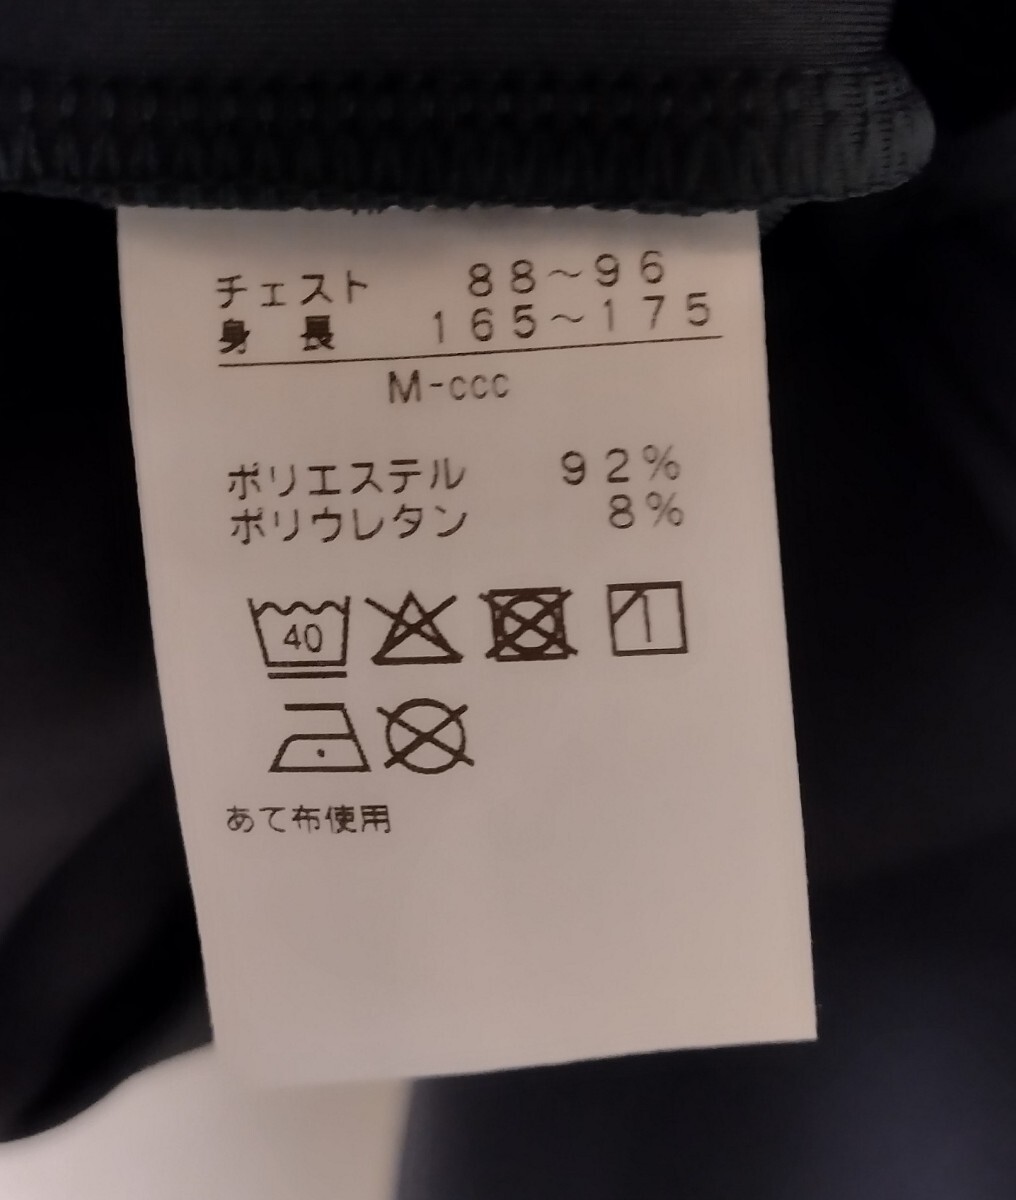 チェスト 88～96
身長 165～175
M-ccc
ポリエステル 92%
ポリウレタン 8%
40
あて布使用